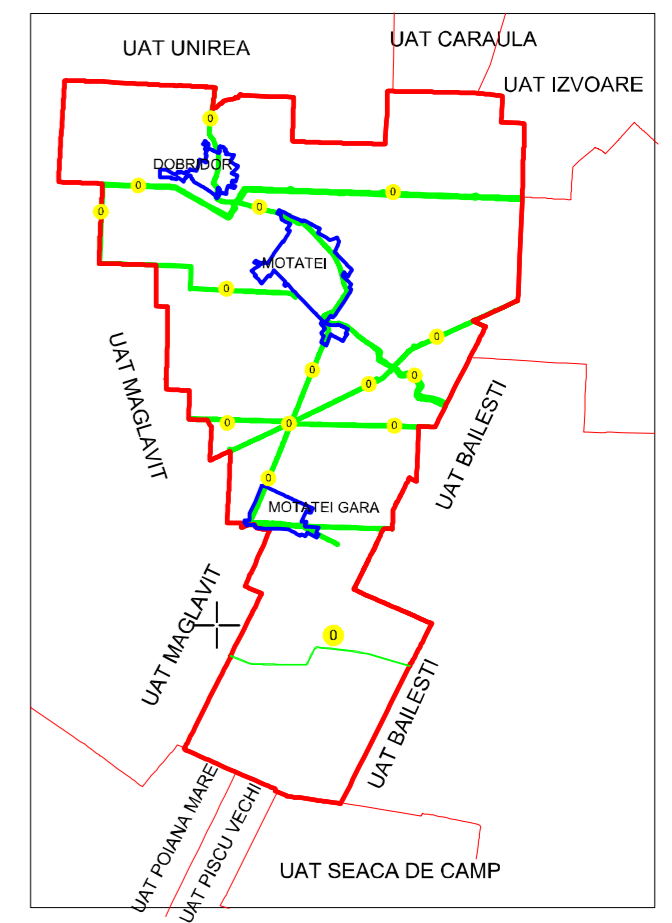 UAT UNIREA
UAT CARAULA
UAT IZVOARE
0
DOBRIDOR
0
0
0
0
MOTATEI
0
0
0
0
0
UAT MAGLAVIT
UAT BAILESTI
0
0
0
0
MOTATEI GARA
UAT MAGLAVIT
0
UAT BAILESTI
UAT POIANA MARE
UAT PISCU VECHI
UAT SEACA DE CAMP